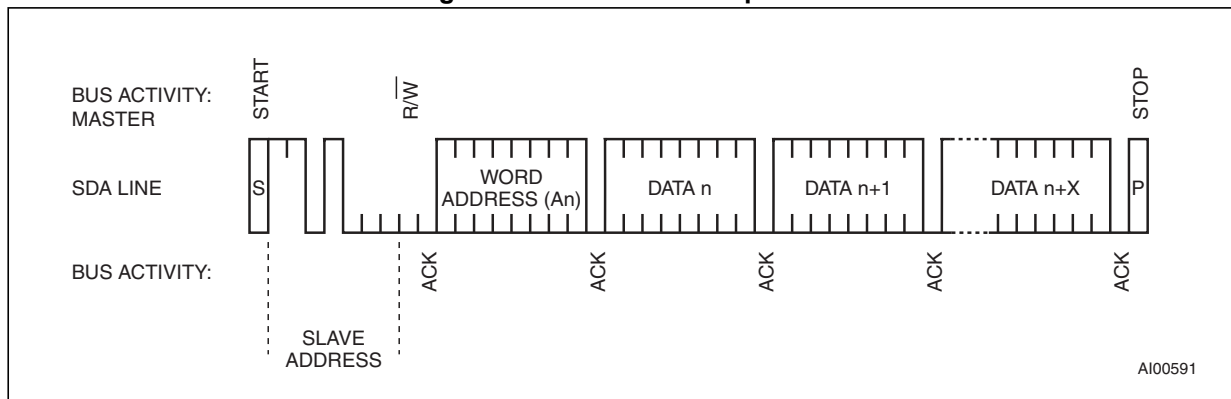 BUS ACTIVITY:
MASTER
START
R/W
STOP
SDA LINE
S
WORD
ADDRESS (An)
DATA n
DATA n+1
DATA n+X
P
BUS ACTIVITY:
ACK
ACK
ACK
ACK
ACK
SLAVE
ADDRESS
AI00591